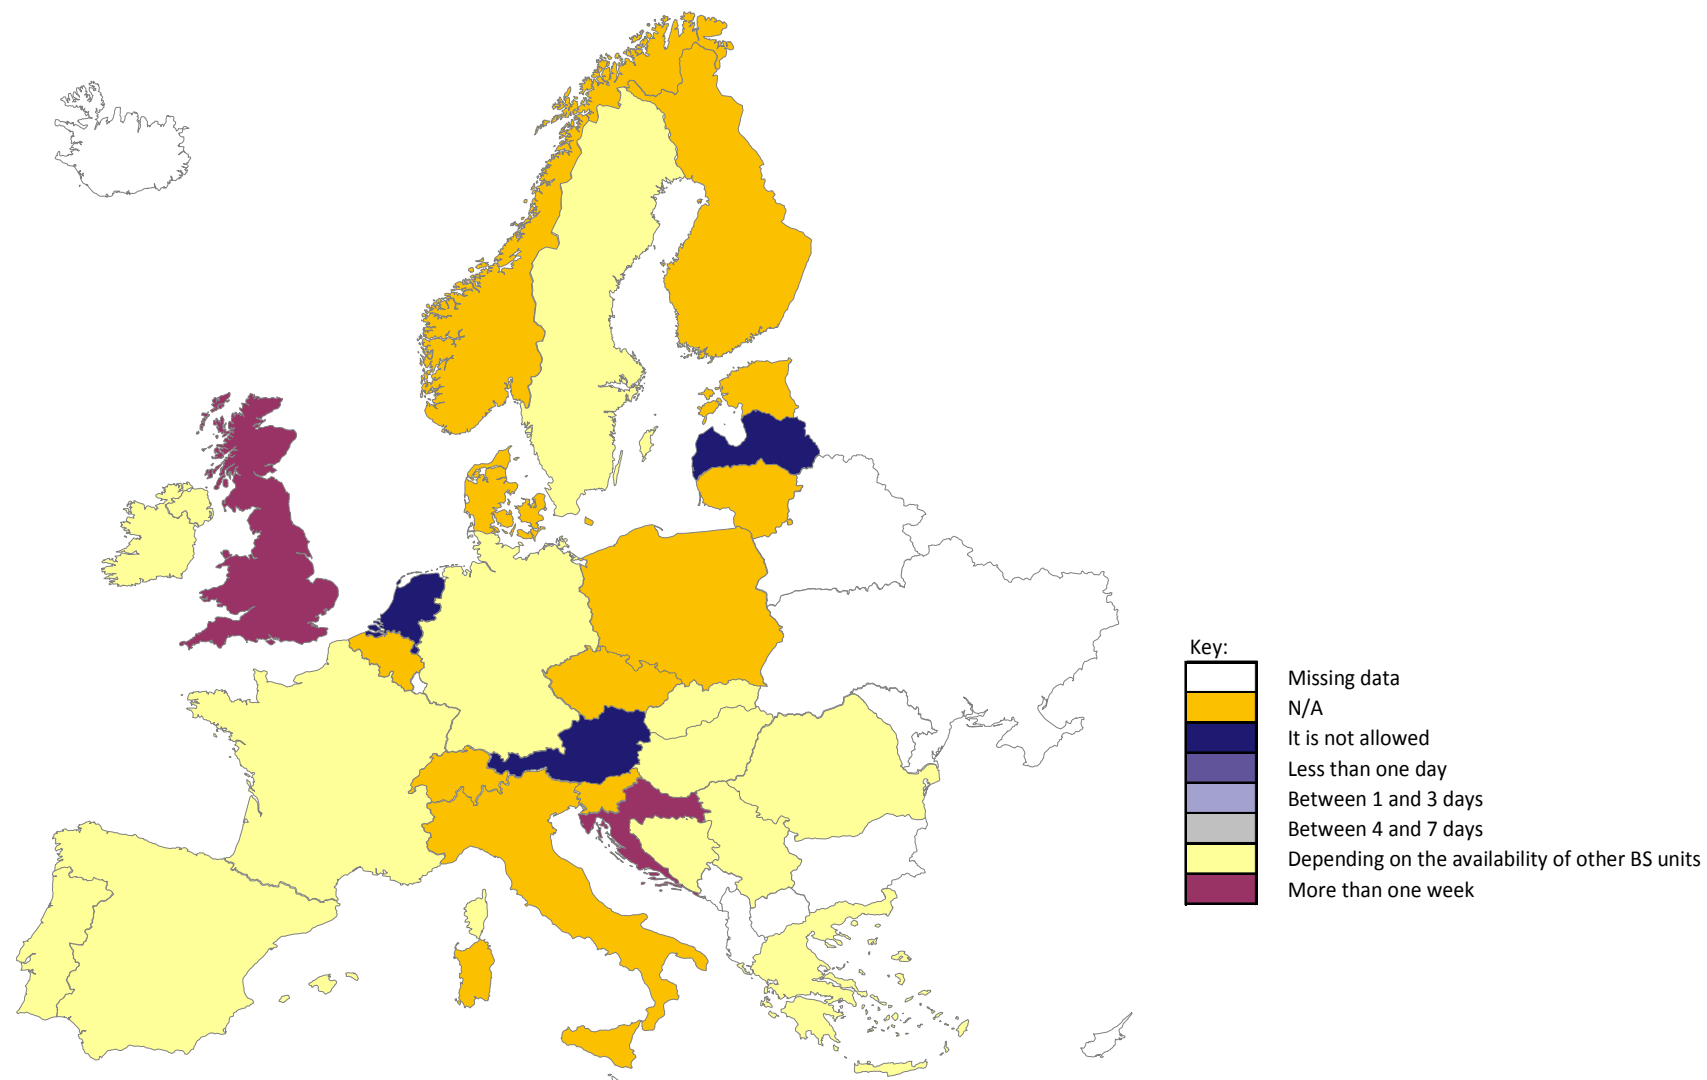 Key:
Missing data
N/A
It is not allowed
Less than one day
Between 1 and 3 days
Between 4 and 7 days
Depending on the availability of other BS units
More than one week